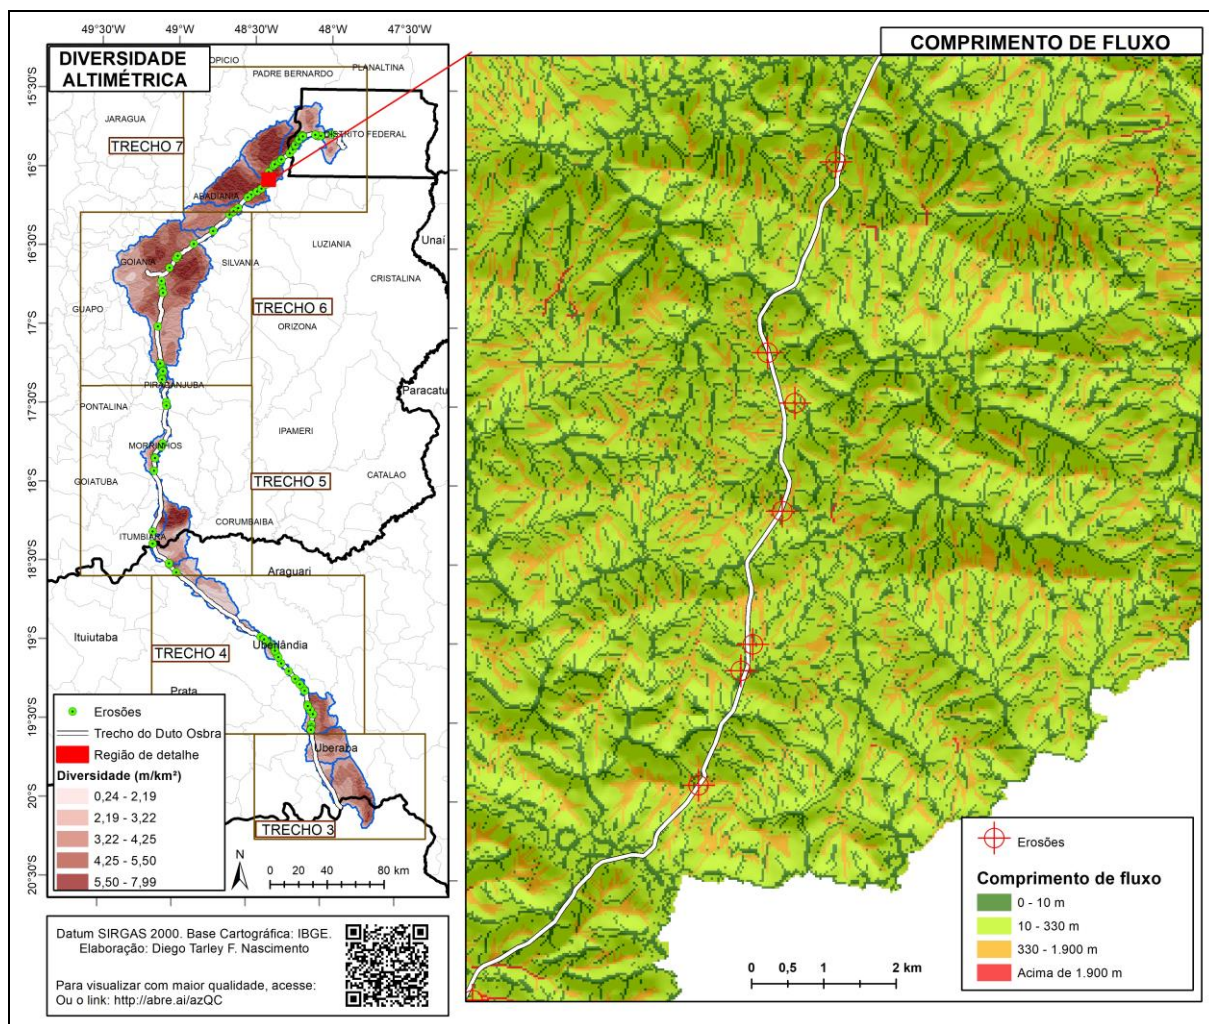 49°30'W
49°W
48°30'W
47°30'W
DIVERSIDADE
ALTIMÉTRICA
OPICIO
PADRE BERNARDO
PLANALTINA
JARAGUA
TRECHO 7
DISTRITO FEDERAL
ABADIANIA
GOIANIA
SILVANIA
LUZIANIA
Unaí
CRISTALINA
GUAPO
TRECHO 6
ORIZONA
PIRACANJUBA
Paracatu
PONTALINA
IPAMERI
MORRINHOS
GOIATUBA
TRECHO 5
CATALAO
CORUMBAIBA
ITUMBIARA
Araguari
Ituiutaba
Uberlândia
TRECHO 4
Prata
Uberaba
TRECHO 3
15°30'S
16°S
16°30'S
17°S
17°30'S
18°S
18°30'S
19°S
19°30'S
20°S
20°30'S
Erosões
Trecho do Duto Osbra
Região de detalhe
Diversidade (m/km²)
0,24 - 2,19
2,19 - 3,22
3,22 - 4,25
4,25 - 5,50
5,50 - 7,99
N
0 20 40 80 km
Datum SIRGAS 2000. Base Cartográfica: IBGE.
Elaboração: Diego Tarley F. Nascimento
Para visualizar com maior qualidade, acesse:
Ou o link: http://abre.ai/azQC
COMPRIMENTO DE FLUXO
0 0,5 1 2 km
Erosões
Comprimento de fluxo
0 - 10 m
10 - 330 m
330 - 1.900 m
Acima de 1.900 m